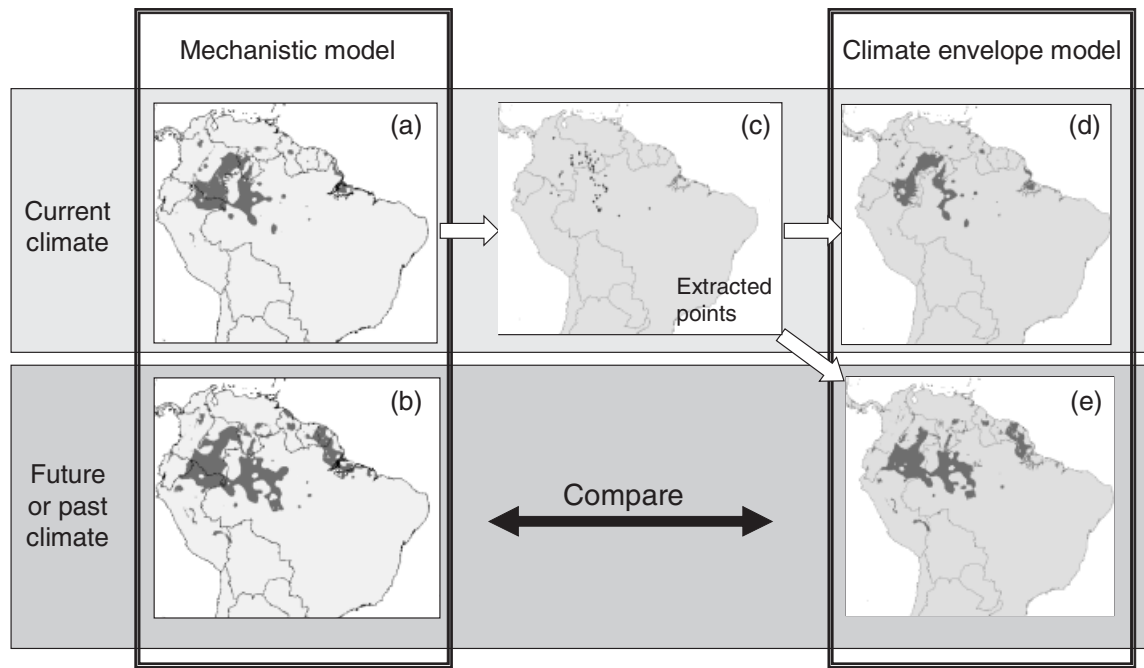 Mechanistic model
Climate envelope model
(a)
(c)
(d)
Current
climate
Extracted
points
(b)
(e)
Future
or past
climate
Compare